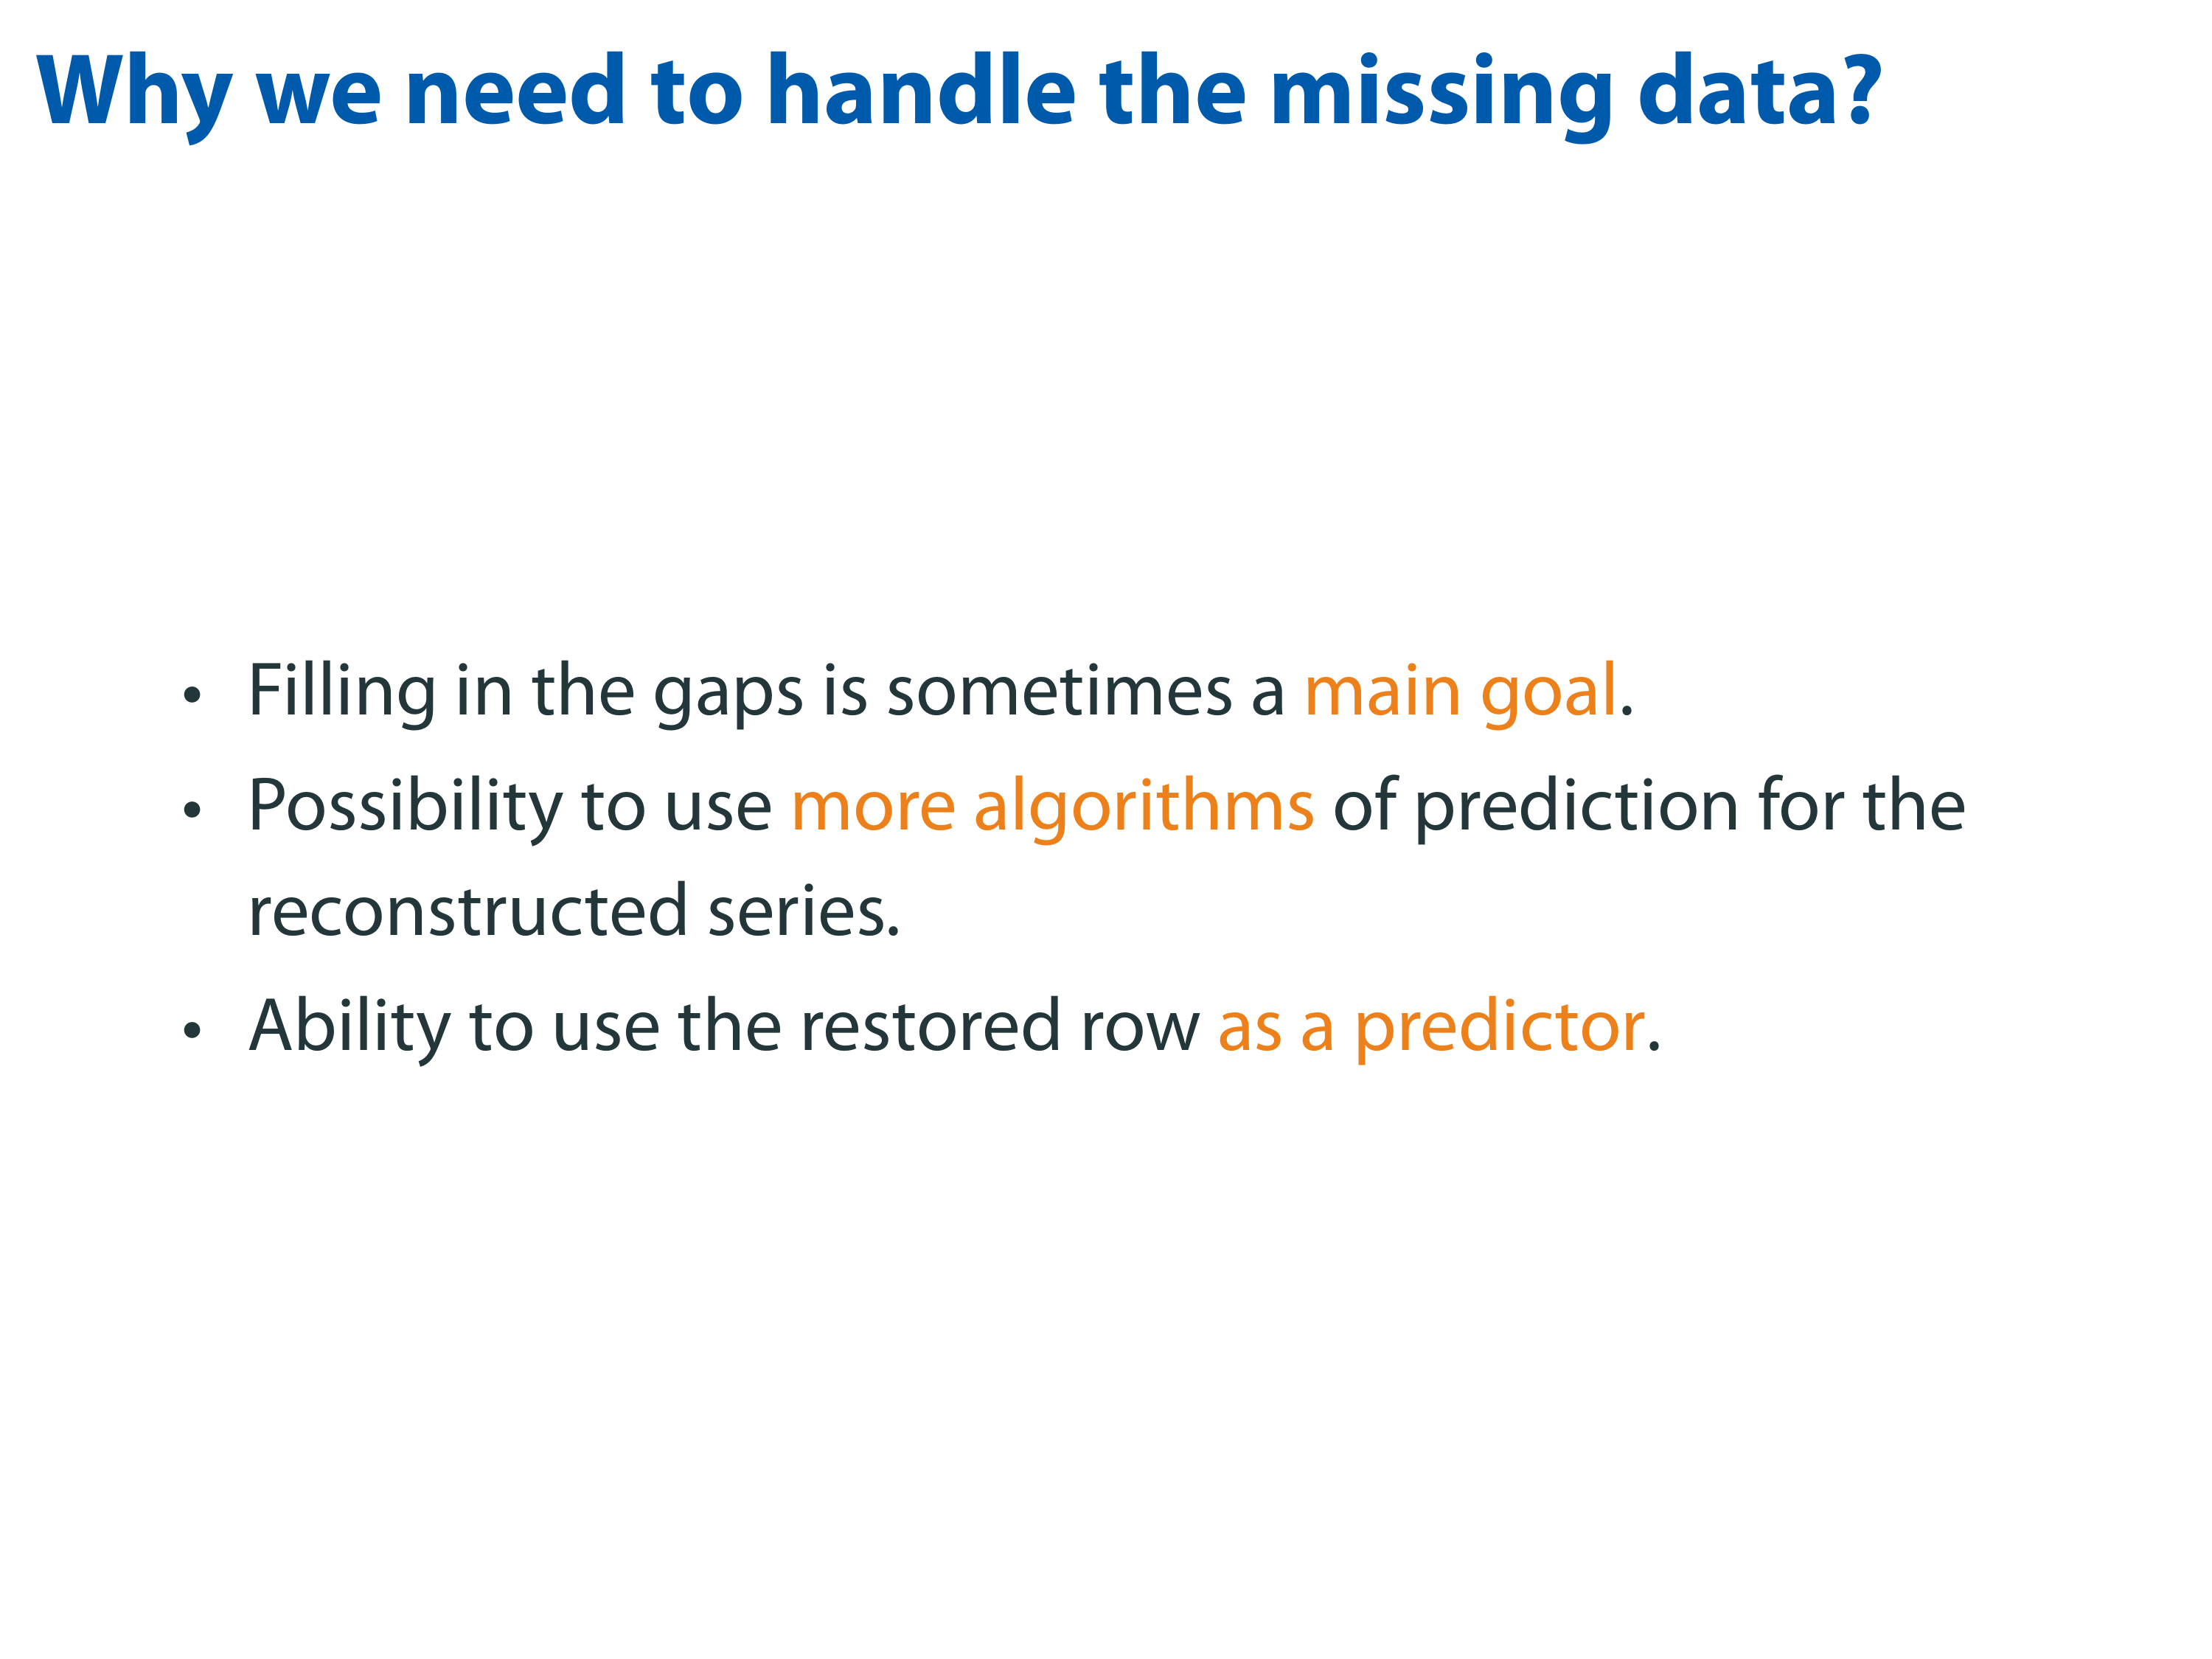 Why we need to handle the missing data?
• Filling in the gaps is sometimes a main goal.
• Possibility to use more algorithms of prediction for the
reconstructed series.
• Ability to use the restored row as a predictor.